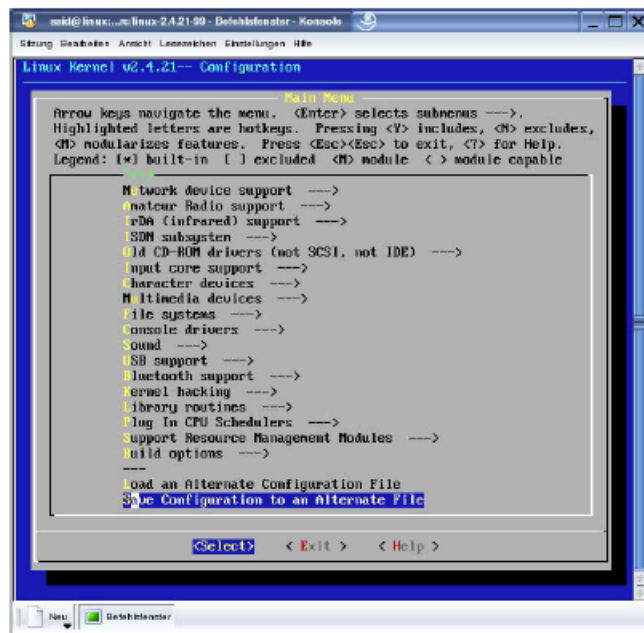 said@linux:...rc/linux-2.4.21-99 - Befehlsfenster - Konsole
Sitzung Bearbeiten Ansicht Lesezeichen Einstellungen Hilfe
Linux Kernel v2.4.21-- Configuration
Main Menu
Arrow keys navigate the menu. <Enter> selects submenus --->.
Highlighted letters are hotkeys. Pressing <Y> includes, <N> excludes,
<M> modularizes features. Press <Esc><Esc> to exit, <?> for Help.
Legend: [*] built-in [ ] excluded <M> module < > module capable
Network device support --->
Amateur Radio support --->
IrDA (infrared) support --->
ISDN subsystem --->
Old CD-ROM drivers (not SCSI, not IDE) --->
Input core support --->
Character devices --->
Multimedia devices --->
File systems --->
Console drivers --->
Sound --->
USB support --->
Bluetooth support --->
Kernel hacking --->
Library routines --->
Plug In CPU Schedulers --->
Support Resource Management Modules --->
Build options --->
---
Load an Alternate Configuration File
Save Configuration to an Alternate File
<Select> < Exit > < Help >
Neu Befehlsfenster